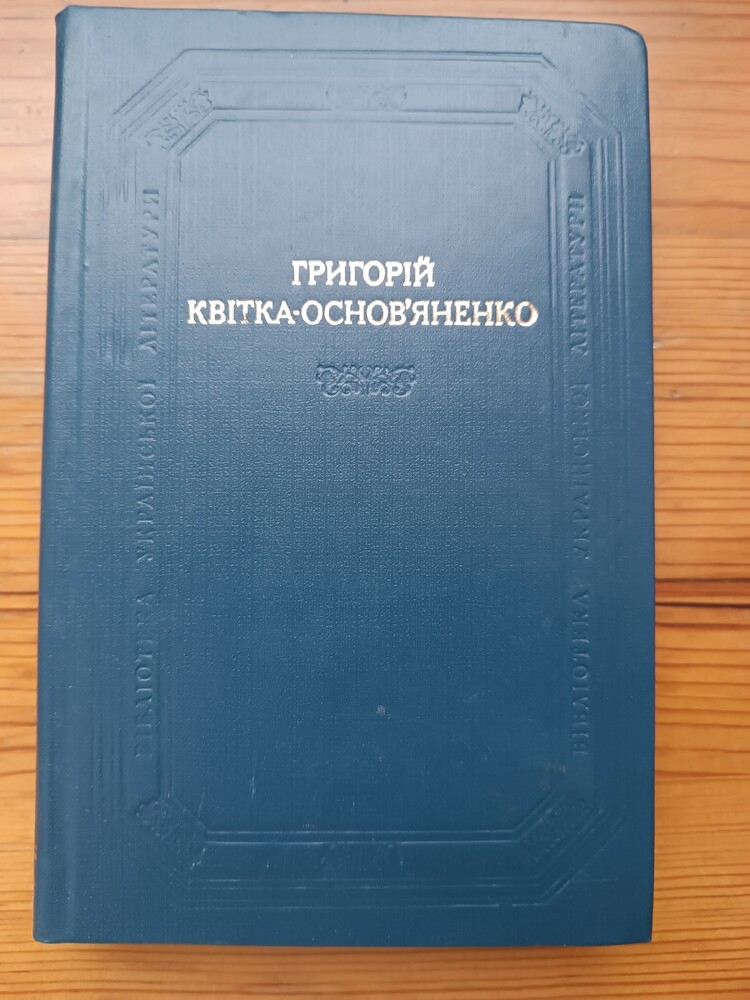 ГРИГОРІЙ
КВІТКА-ОСНОВ'ЯНЕНКО
БІБЛІОТЕКА УКРАЇНСЬКОЇ ЛІТЕРАТУРИ
БІБЛІОТЕКА УКРАЇНСЬКОЇ ЛІТЕРАТУРИ